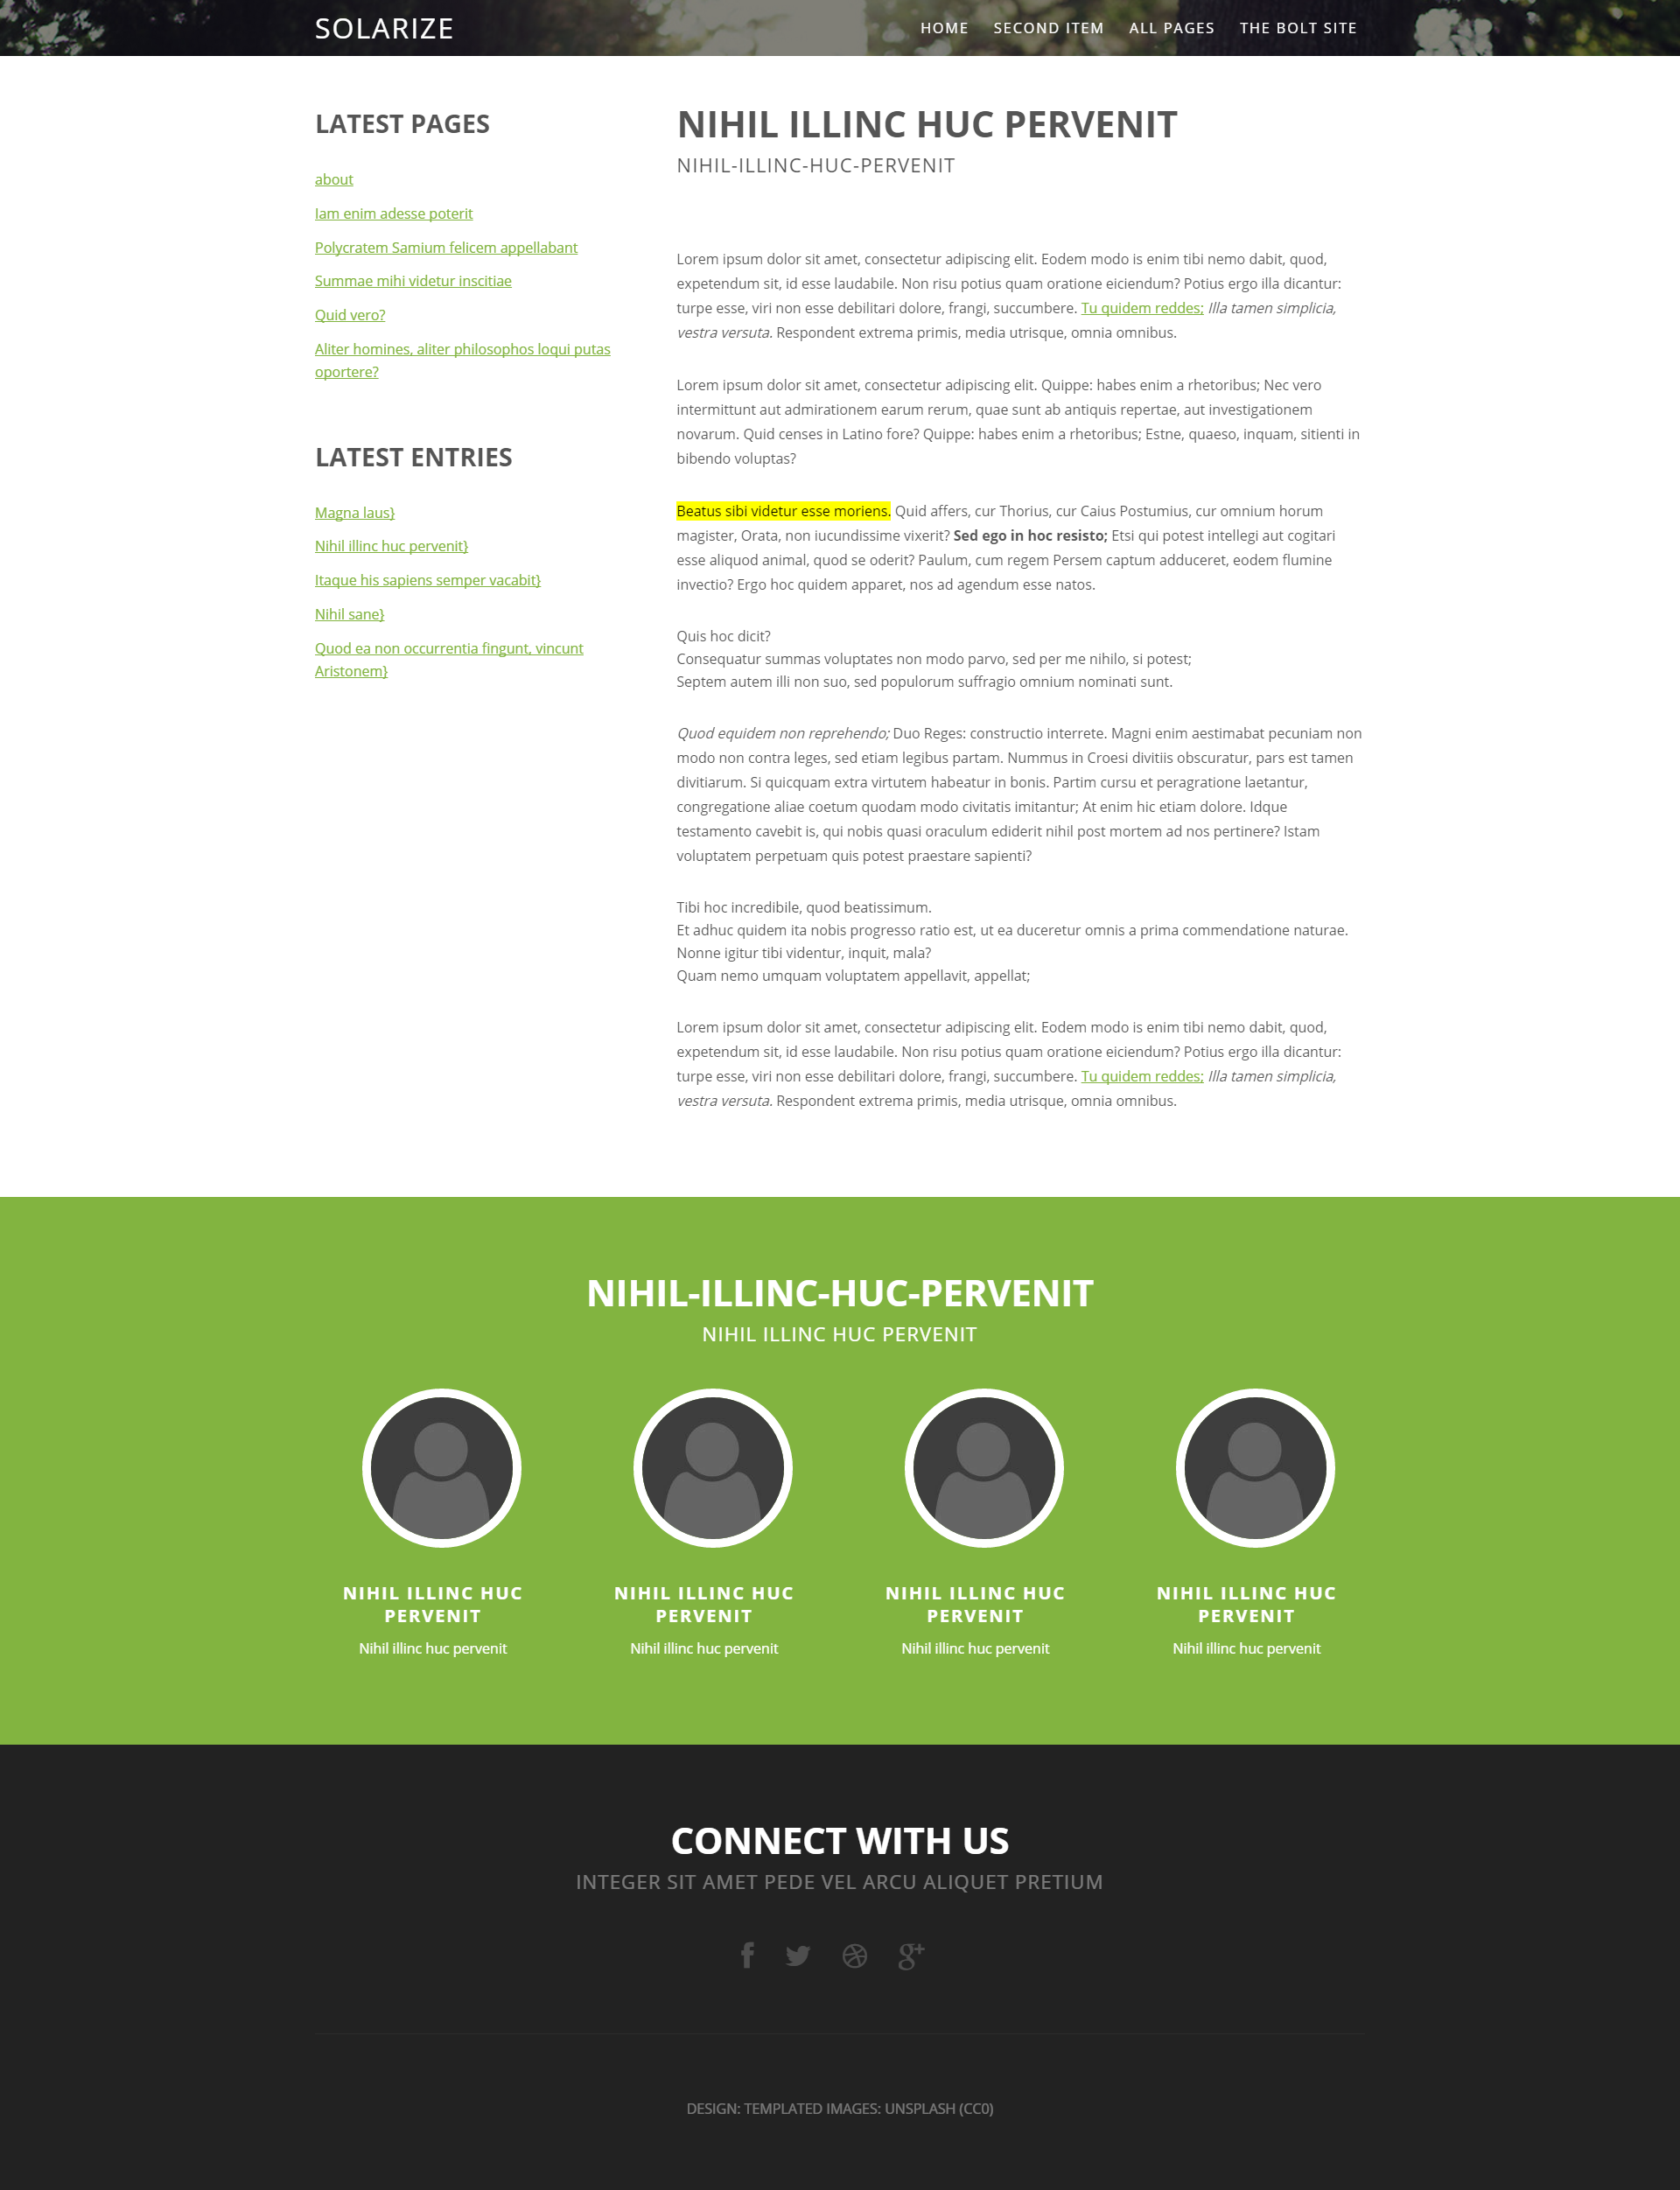 SOLARIZE
HOME SECOND ITEM ALL PAGES THE BOLT SITE
LATEST PAGES
about
Iam enim adesse poterit
Polycratem Samium felicem appellabant
Summae mihi videtur inscitiae
Quid vero?
Aliter homines, aliter philosophos loqui putas
oportere?
LATEST ENTRIES
Magna laus}
Nihil illinc huc pervenit}
Itaque his sapiens semper vacabit}
Nihil sane}
Quod ea non occurrentia fingunt, vincunt
Aristonem}
NIHIL ILLINC HUC PERVENIT
NIHIL-ILLINC-HUC-PERVENIT
Lorem ipsum dolor sit amet, consectetur adipiscing elit. Eodem modo is enim tibi nemo dabit, quod,
expetendum sit, id esse laudabile. Non risu potius quam oratione eiciendum? Potius ergo illa dicantur:
turpe esse, viri non esse debilitari dolore, frangi, succumbere. Tu quidem reddes; Illa tamen simplicia,
vestra versuta. Respondent extrema primis, media utrisque, omnia omnibus.
Lorem ipsum dolor sit amet, consectetur adipiscing elit. Quippe: habes enim a rhetoribus; Nec vero
intermittunt aut admirationem earum rerum, quae sunt ab antiquis repertae, aut investigationem
novarum. Quid censes in Latino fore? Quippe: habes enim a rhetoribus; Estne, quaeso, inquam, sitienti in
bibendo voluptas?
Beatus sibi videtur esse moriens. Quid affers, cur Thorius, cur Caius Postumius, cur omnium horum
magister, Orata, non iucundissime vixerit? Sed ego in hoc resisto; Etsi qui potest intellegi aut cogitari
esse aliquod animal, quod se oderit? Paulum, cum regem Persem captum adduceret, eodem flumine
invectio? Ergo hoc quidem apparet, nos ad agendum esse natos.
Quis hoc dicit?
Consequatur summas voluptates non modo parvo, sed per me nihilo, si potest;
Septem autem illi non suo, sed populorum suffragio omnium nominati sunt.
Quod equidem non reprehendo; Duo Reges: constructio interrete. Magni enim aestimabat pecuniam non
modo non contra leges, sed etiam legibus partam. Nummus in Croesi divitiis obscuratur, pars est tamen
divitiarum. Si quicquam extra virtutem habeatur in bonis. Partim cursu et peragratione laetantur,
congregatione aliae coetum quodam modo civitatis imitantur; At enim hic etiam dolore. Idque
testamento cavebit is, qui nobis quasi oraculum ediderit nihil post mortem ad nos pertinere? Istam
voluptatem perpetuam quis potest praestare sapienti?
Tibi hoc incredibile, quod beatissimum.
Et adhuc quidem ita nobis progresso ratio est, ut ea duceretur omnis a prima commendatione naturae.
Nonne igitur tibi videntur, inquit, mala?
Quam nemo umquam voluptatem appellavit, appellat;
Lorem ipsum dolor sit amet, consectetur adipiscing elit. Eodem modo is enim tibi nemo dabit, quod,
expetendum sit, id esse laudabile. Non risu potius quam oratione eiciendum? Potius ergo illa dicantur:
turpe esse, viri non esse debilitari dolore, frangi, succumbere. Tu quidem reddes; Illa tamen simplicia,
vestra versuta. Respondent extrema primis, media utrisque, omnia omnibus.
NIHIL-ILLINC-HUC-PERVENIT
NIHIL ILLINC HUC PERVENIT
NIHIL ILLINC HUC
PERVENIT
Nihil illinc huc pervenit
NIHIL ILLINC HUC
PERVENIT
Nihil illinc huc pervenit
NIHIL ILLINC HUC
PERVENIT
Nihil illinc huc pervenit
NIHIL ILLINC HUC
PERVENIT
Nihil illinc huc pervenit
CONNECT WITH US
INTEGER SIT AMET PEDE VEL ARCU ALIQUET PRETIUM
DESIGN: TEMPLATED IMAGES: UNSPLASH (CC0)